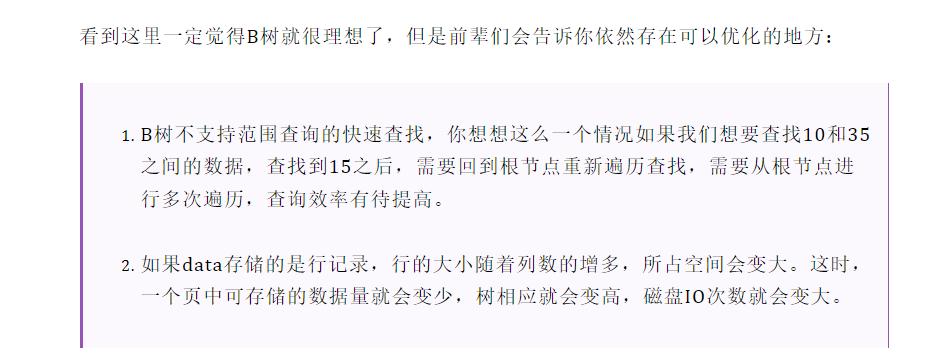 看到这里一定觉得B树就很理想了，但是前辈们会告诉你依然存在可以优化的地方：
1. B树不支持范围查询的快速查找，你想想这么一个情况如果我们想要查找10和35
之间的数据，查找到15之后，需要回到根节点重新遍历查找，需要从根节点进
行多次遍历，查询效率有待提高。
2. 如果data存储的是行记录，行的大小随着列数的增多，所占空间会变大。这时，
一个页中可存储的数据量就会变少，树相应就会变高，磁盘IO次数就会变大。